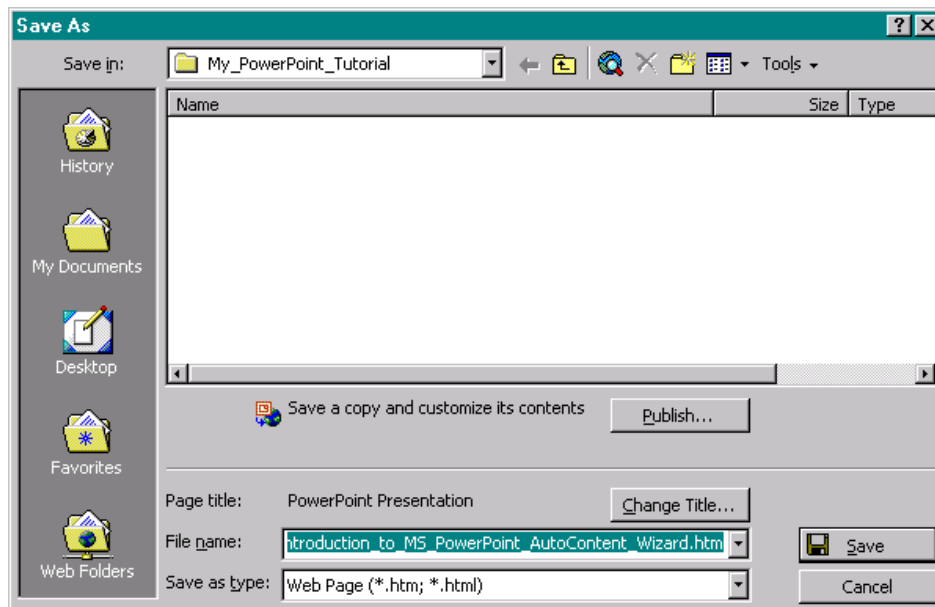 Save As
Save in: My_PowerPoint_Tutorial Tools
Name Size Type
History
My Documents
Desktop
Favorites
Web Folders
Save a copy and customize its contents Publish...
Page title: PowerPoint Presentation Change Title...
File name: ntroduction_to_MS_PowerPoint_AutoContent_Wizard.htm Save
Save as type: Web Page (*.htm; *.html) Cancel